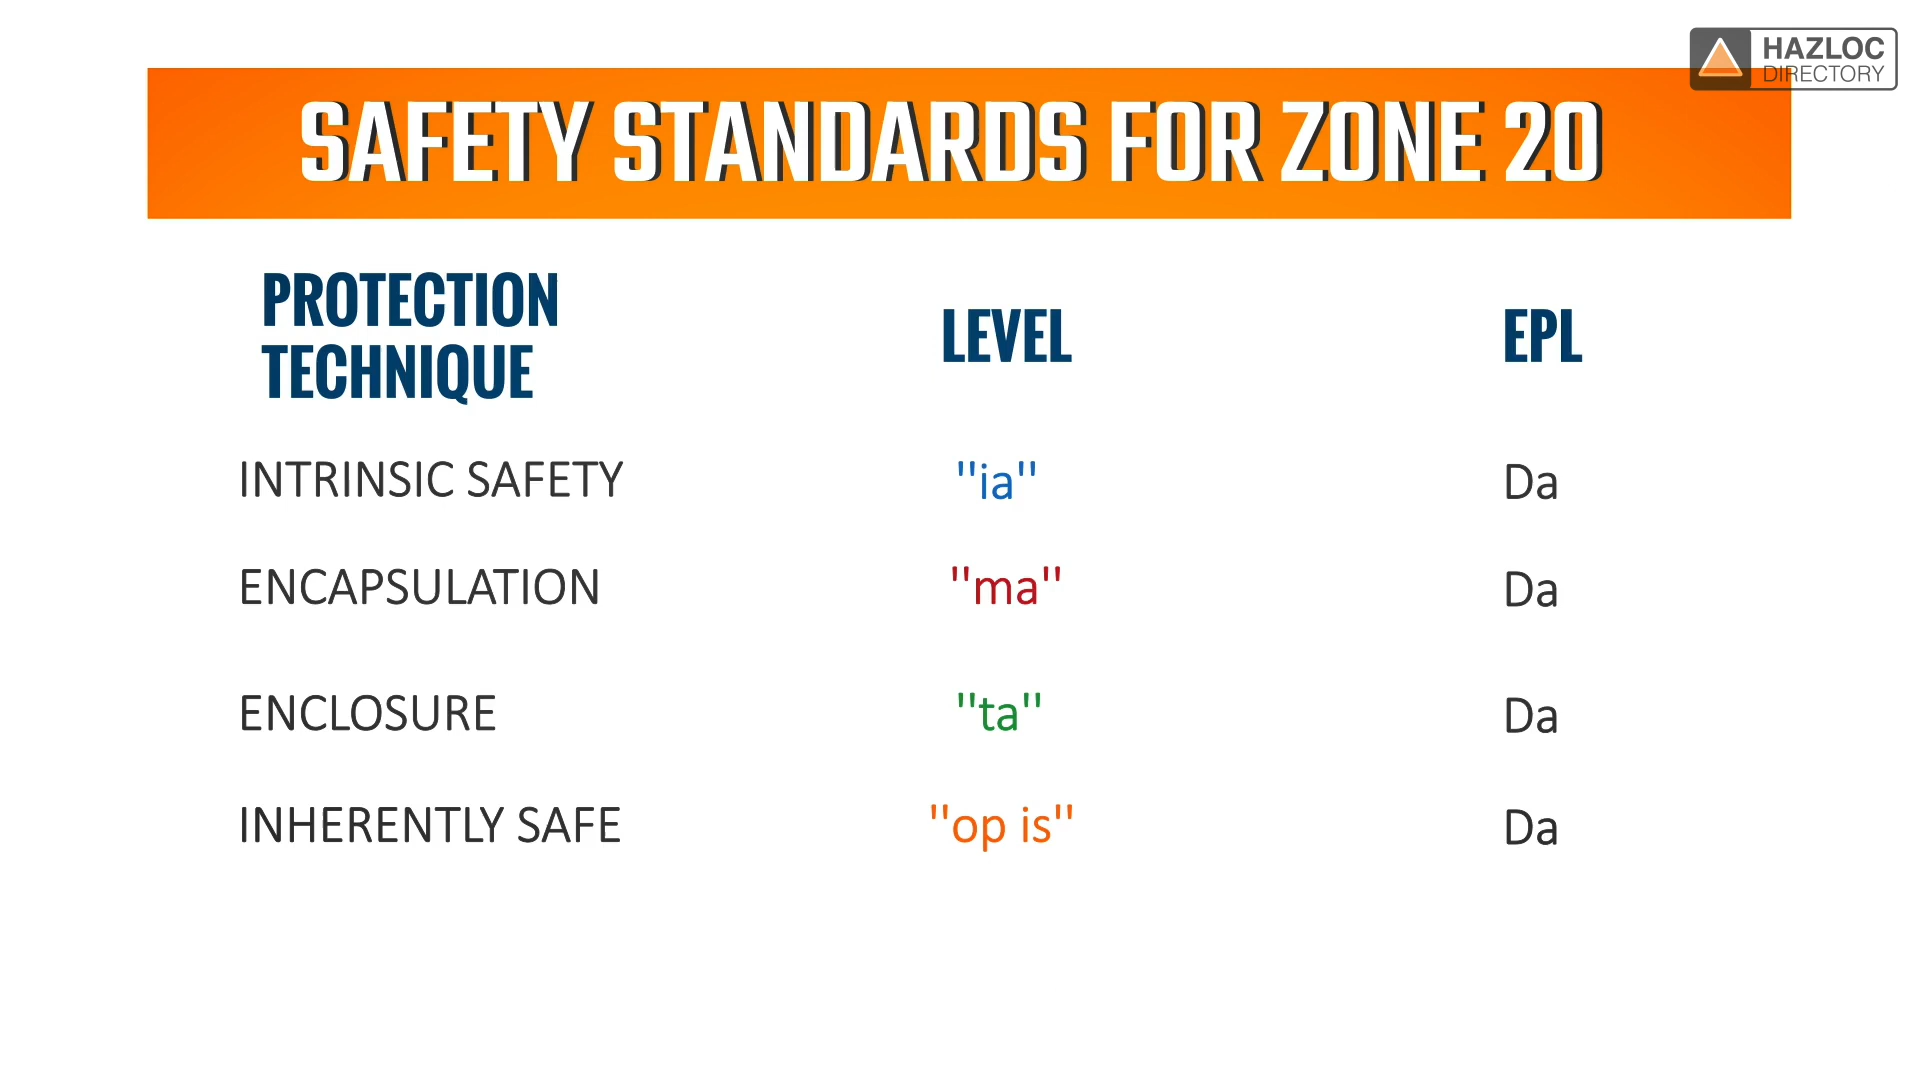 HAZLOC
DIRECTORY
SAFETY STANDARDS FOR ZONE 20
PROTECTION
TECHNIQUE
LEVEL
EPL
INTRINSIC SAFETY
"ia"
Da
ENCAPSULATION
"ma"
Da
ENCLOSURE
"ta"
Da
INHERENTLY SAFE
"op is"
Da